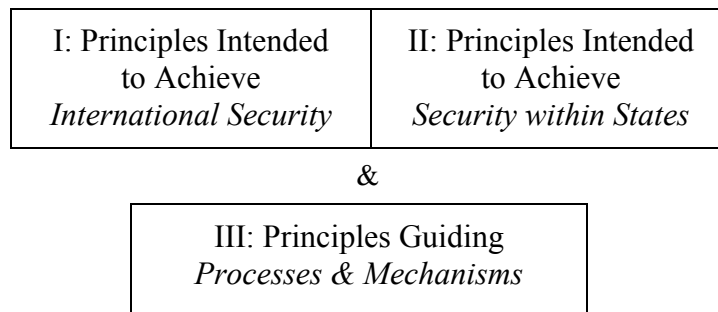 I: Principles Intended
to Achieve
International Security
II: Principles Intended
to Achieve
Security within States
&
III: Principles Guiding
Processes & Mechanisms